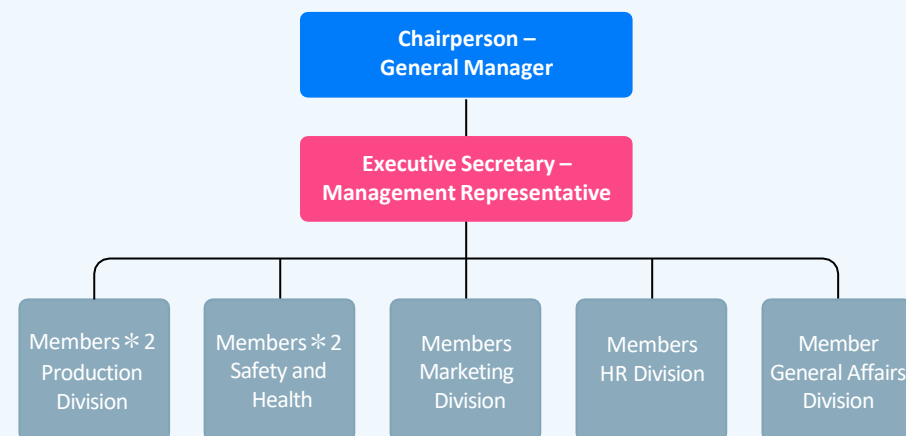 Chairperson –
General Manager
Executive Secretary –
Management Representative
Members＊2
Production
Division
Members＊2
Safety and
Health
Members
Marketing
Division
Members
HR Division
Member
General Affairs
Division